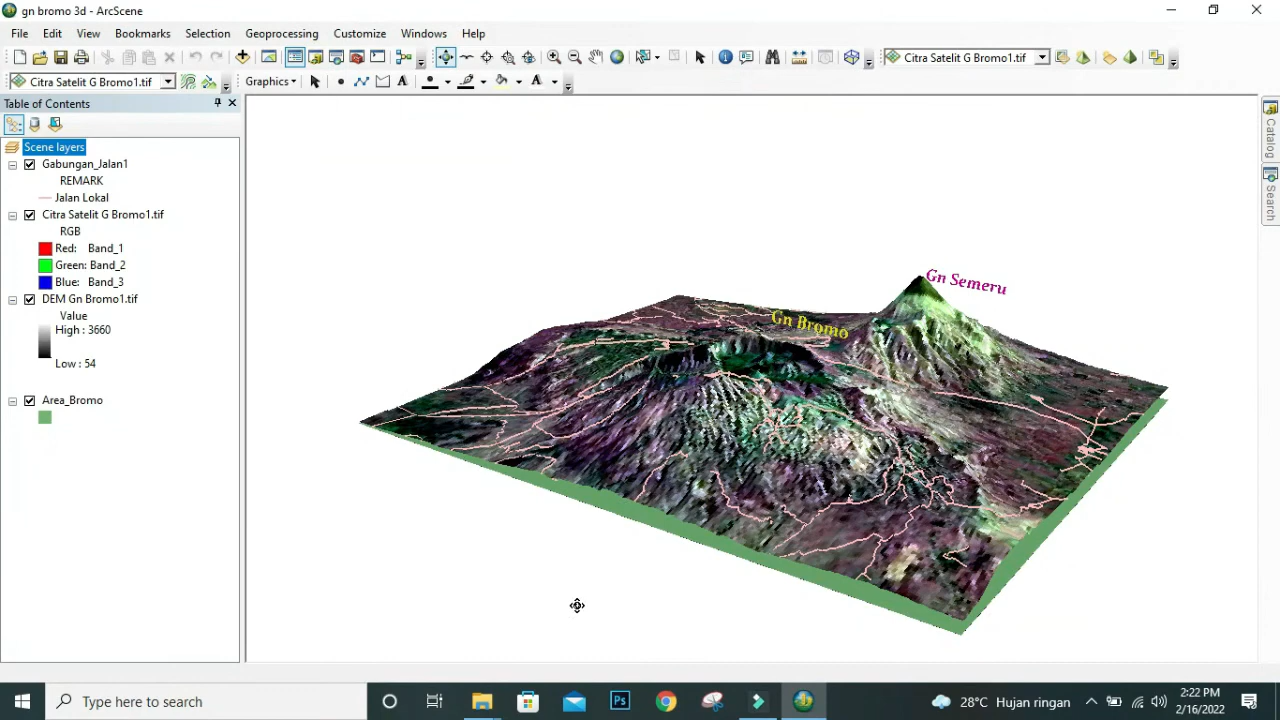 gn bromo 3d - ArcScene
File Edit View Bookmarks Selection Geoprocessing Customize Windows Help
Citra Satelit G Bromo1.tif
Citra Satelit G Bromo1.tif
Graphics
A
A
Table of Contents
Scene layers
Gabungan_Jalan1
REMARK
Jalan Lokal
Citra Satelit G Bromo1.tif
RGB
Red: Band_1
Green: Band_2
Blue: Band_3
DEM Gn Bromo1.tif
Value
High : 3660
Low : 54
Area_Bromo
Gn Semeru
Gn Bromo
Catalog
Search
Type here to search
Ps
28°C Hujan ringan
2:22 PM
2/16/2022